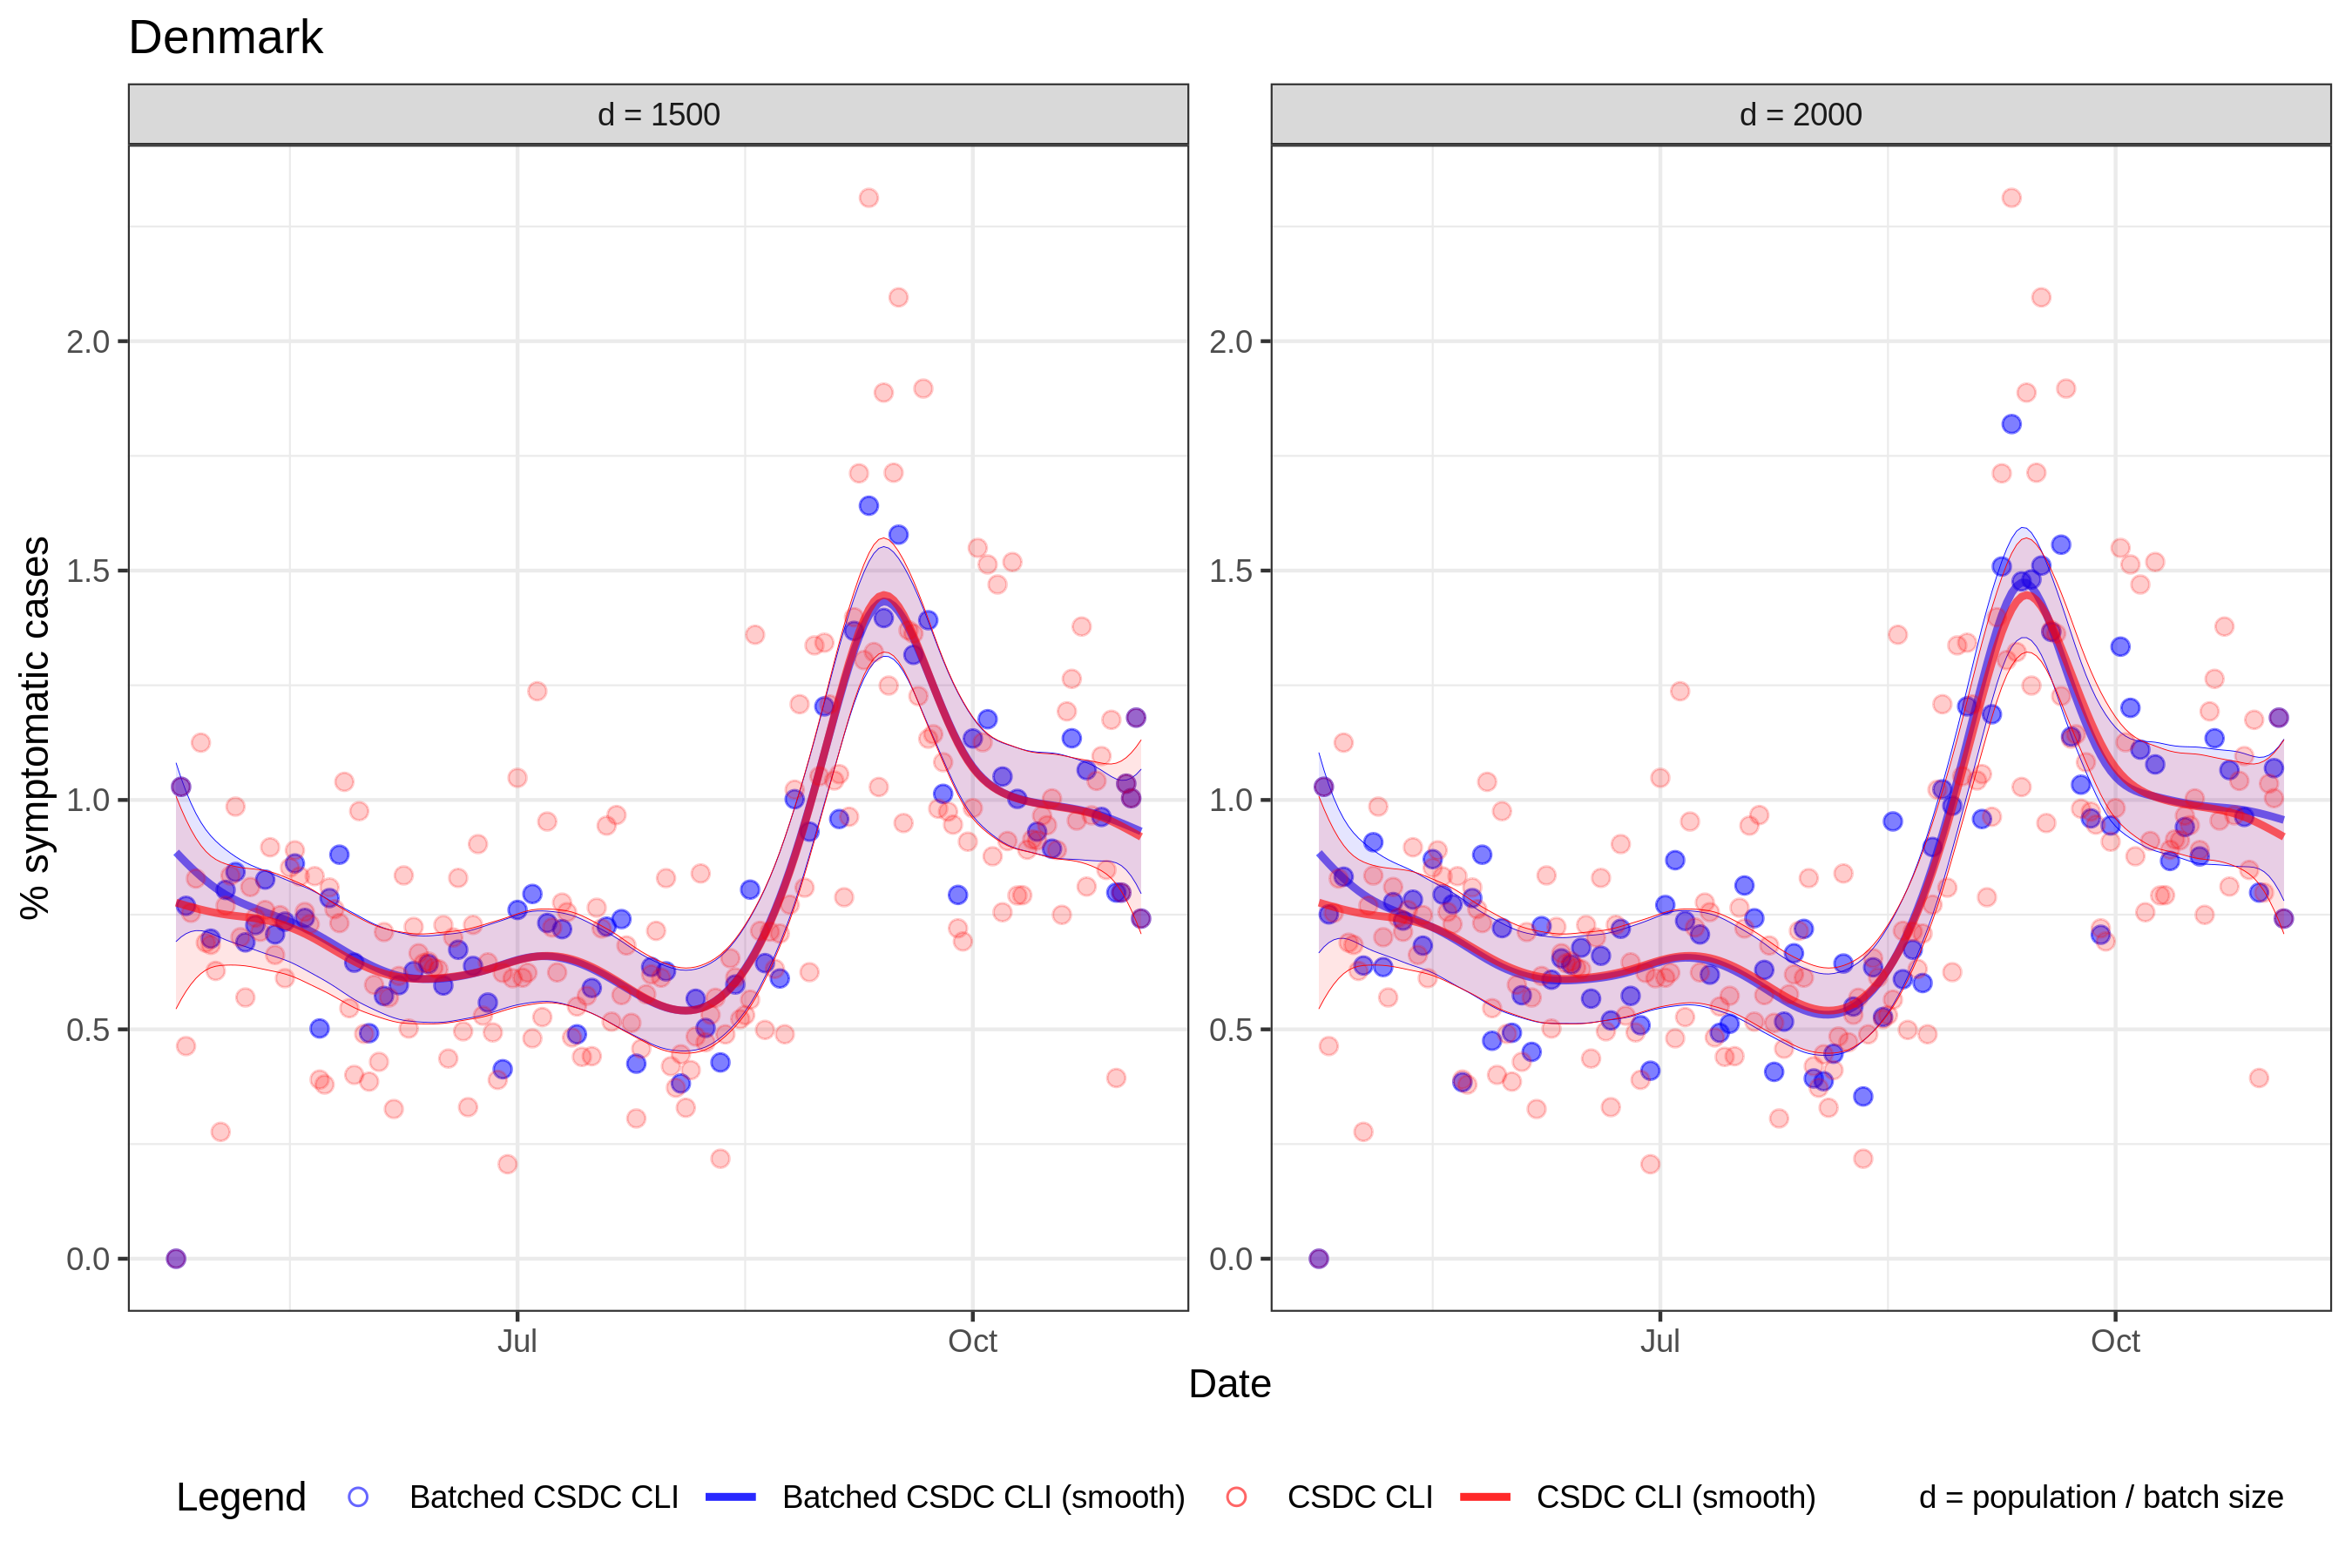 Denmark
d = 1500
d = 2000
% symptomatic cases
2.0
1.5
1.0
0.5
0.0
2.0
1.5
1.0
0.5
0.0
Jul
Oct
Jul
Oct
Date
Legend
Batched CSDC CLI
Batched CSDC CLI (smooth)
CSDC CLI
CSDC CLI (smooth)
d = population / batch size